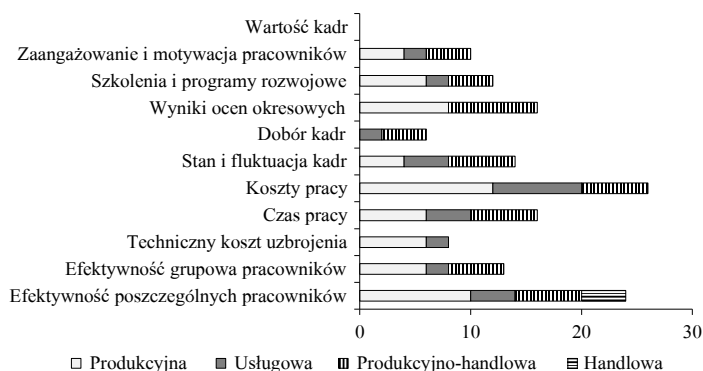 Wartość kadr
Zaangażowanie i motywacja pracowników
Szkolenia i programy rozwojowe
Wyniki ocen okresowych
Dobór kadr
Stan i fluktuacja kadr
Koszty pracy
Czas pracy
Techniczny koszt uzbrojenia
Efektywność grupowa pracowników
Efektywność poszczególnych pracowników
0 10 20 30
Produkcyjna Usługowa Produkcyjno-handlowa Handlowa